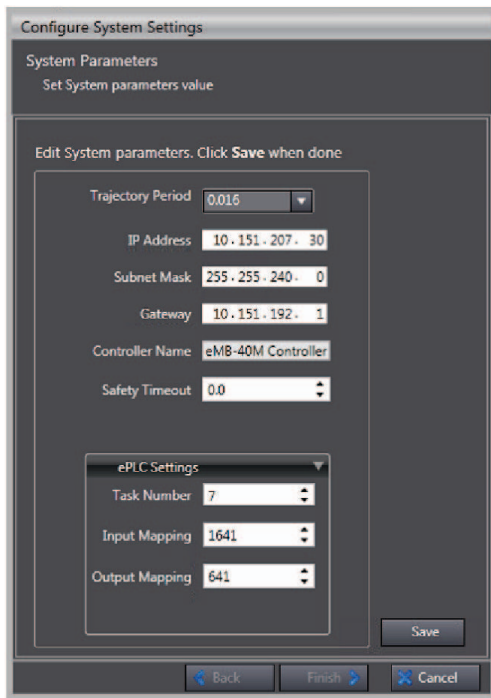 Configure System Settings
System Parameters
Set System parameters value
Edit System parameters. Click Save when done
Trajectory Period 0.016
IP Address 10 . 151 . 207 . 30
Subnet Mask 255 . 255 . 240 . 0
Gateway 10 . 151 . 192 . 1
Controller Name eMB-40M Controller
Safety Timeout 0.0
ePLC Settings
Task Number 7
Input Mapping 1641
Output Mapping 641
Save
Back Finish Cancel